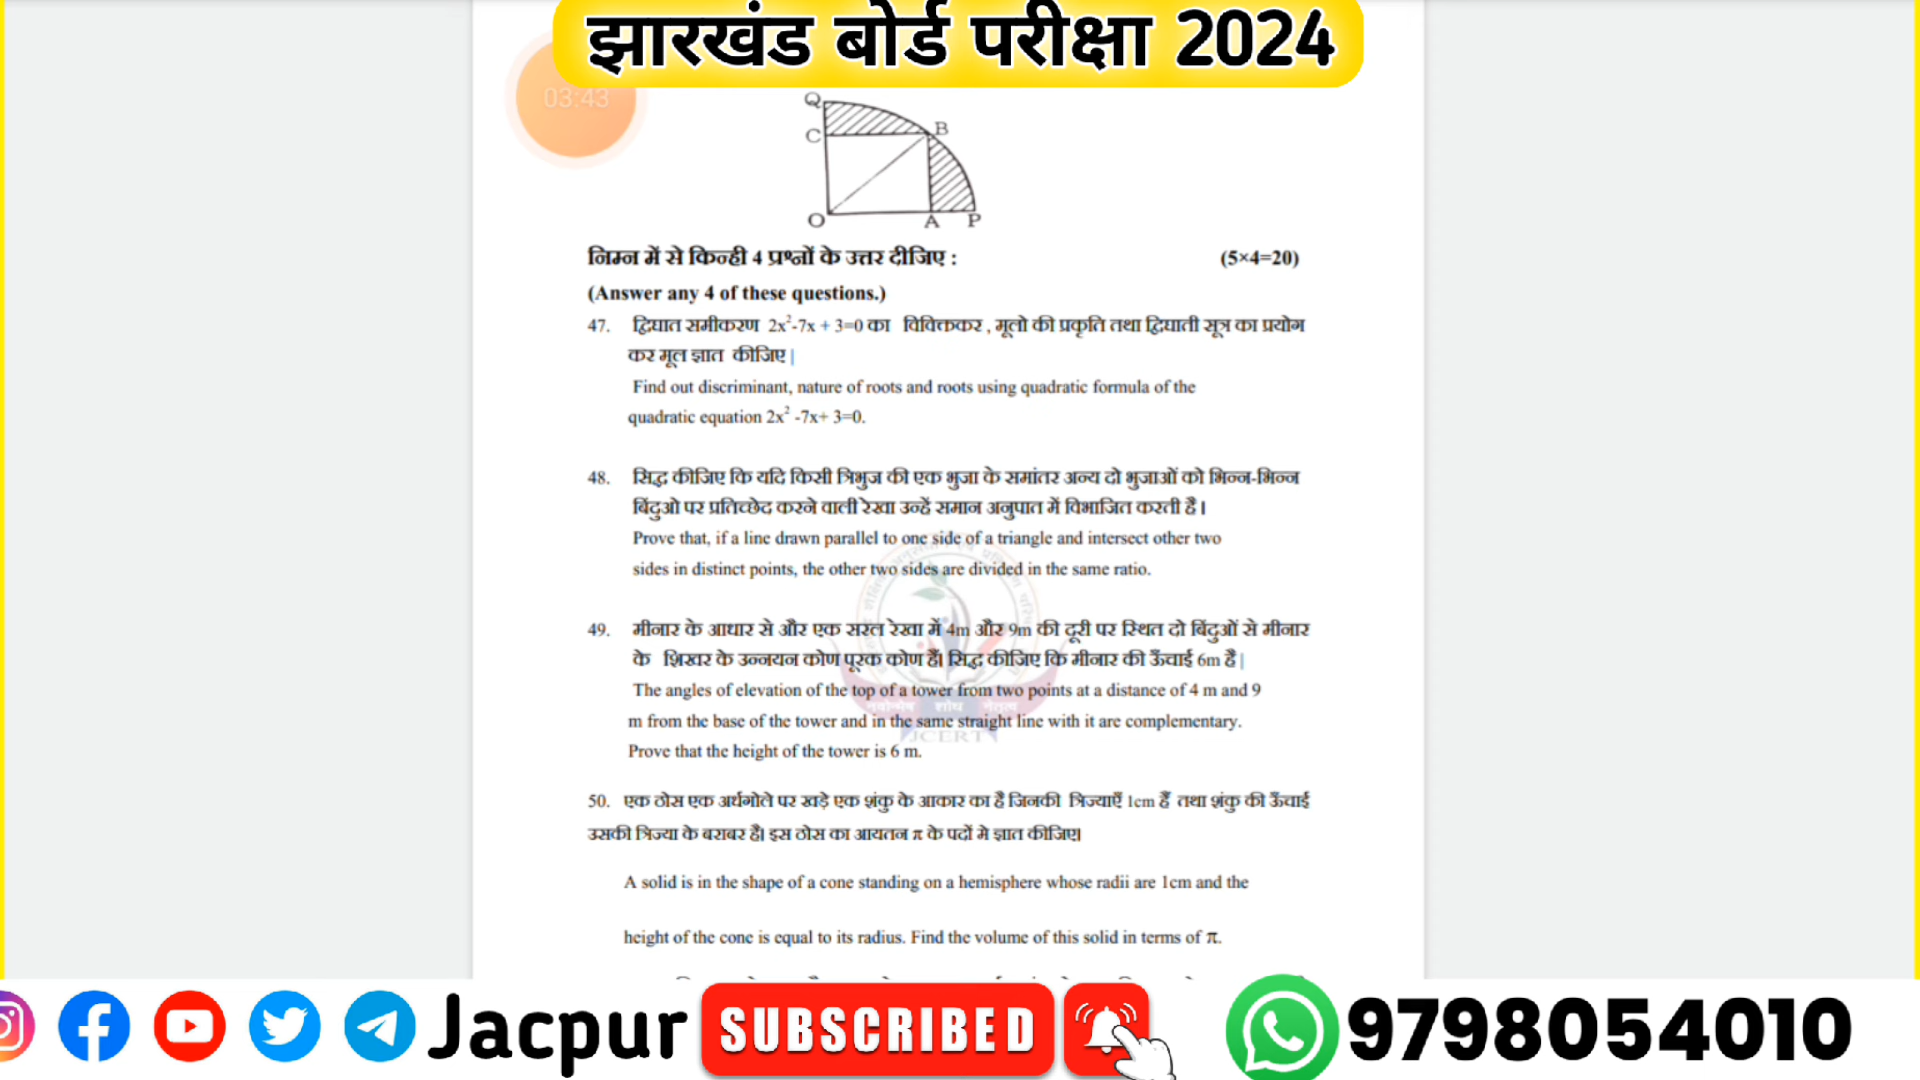 झारखंड बोर्ड परीक्षा 2024
03:43
Q
C
B
O
A
P
निम्न में से किन्ही 4 प्रश्नों के उत्तर दीजिए :
(5×4=20)
(Answer any 4 of these questions.)
47. द्विघात समीकरण 2x²-7x + 3=0 का विविक्तकर , मूलो की प्रकृति तथा द्विघाती सूत्र का प्रयोग
कर मूल ज्ञात कीजिए|
Find out discriminant, nature of roots and roots using quadratic formula of the
quadratic equation 2x² -7x+ 3=0.
48. सिद्ध कीजिए कि यदि किसी त्रिभुज की एक भुजा के समांतर अन्य दो भुजाओं को भिन्न-भिन्न
बिंदुओ पर प्रतिच्छेद करने वाली रेखा उन्हें समान अनुपात में विभाजित करती है।
Prove that, if a line drawn parallel to one side of a triangle and intersect other two
sides in distinct points, the other two sides are divided in the same ratio.
49. मीनार के आधार से और एक सरल रेखा में 4m और 9m की दूरी पर स्थित दो बिंदुओं से मीनार
के शिखर के उन्नयन कोण पूरक कोण हैं। सिद्ध कीजिए कि मीनार की ऊँचाई 6m है|
The angles of elevation of the top of a tower from two points at a distance of 4 m and 9
m from the base of the tower and in the same straight line with it are complementary.
नवोन्मेष शोध नेतृत्व
JCERT
Prove that the height of the tower is 6 m.
50. एक ठोस एक अर्धगोले पर खड़े एक शंकु के आकार का है जिनकी त्रिज्याएँ 1cm हैं तथा शंकु की ऊँचाई
उसकी त्रिज्या के बराबर है। इस ठोस का आयतन π के पदों मे ज्ञात कीजिए।
A solid is in the shape of a cone standing on a hemisphere whose radii are 1cm and the
height of the cone is equal to its radius. Find the volume of this solid in terms of π.
Jacpur
SUBSCRIBED
9798054010